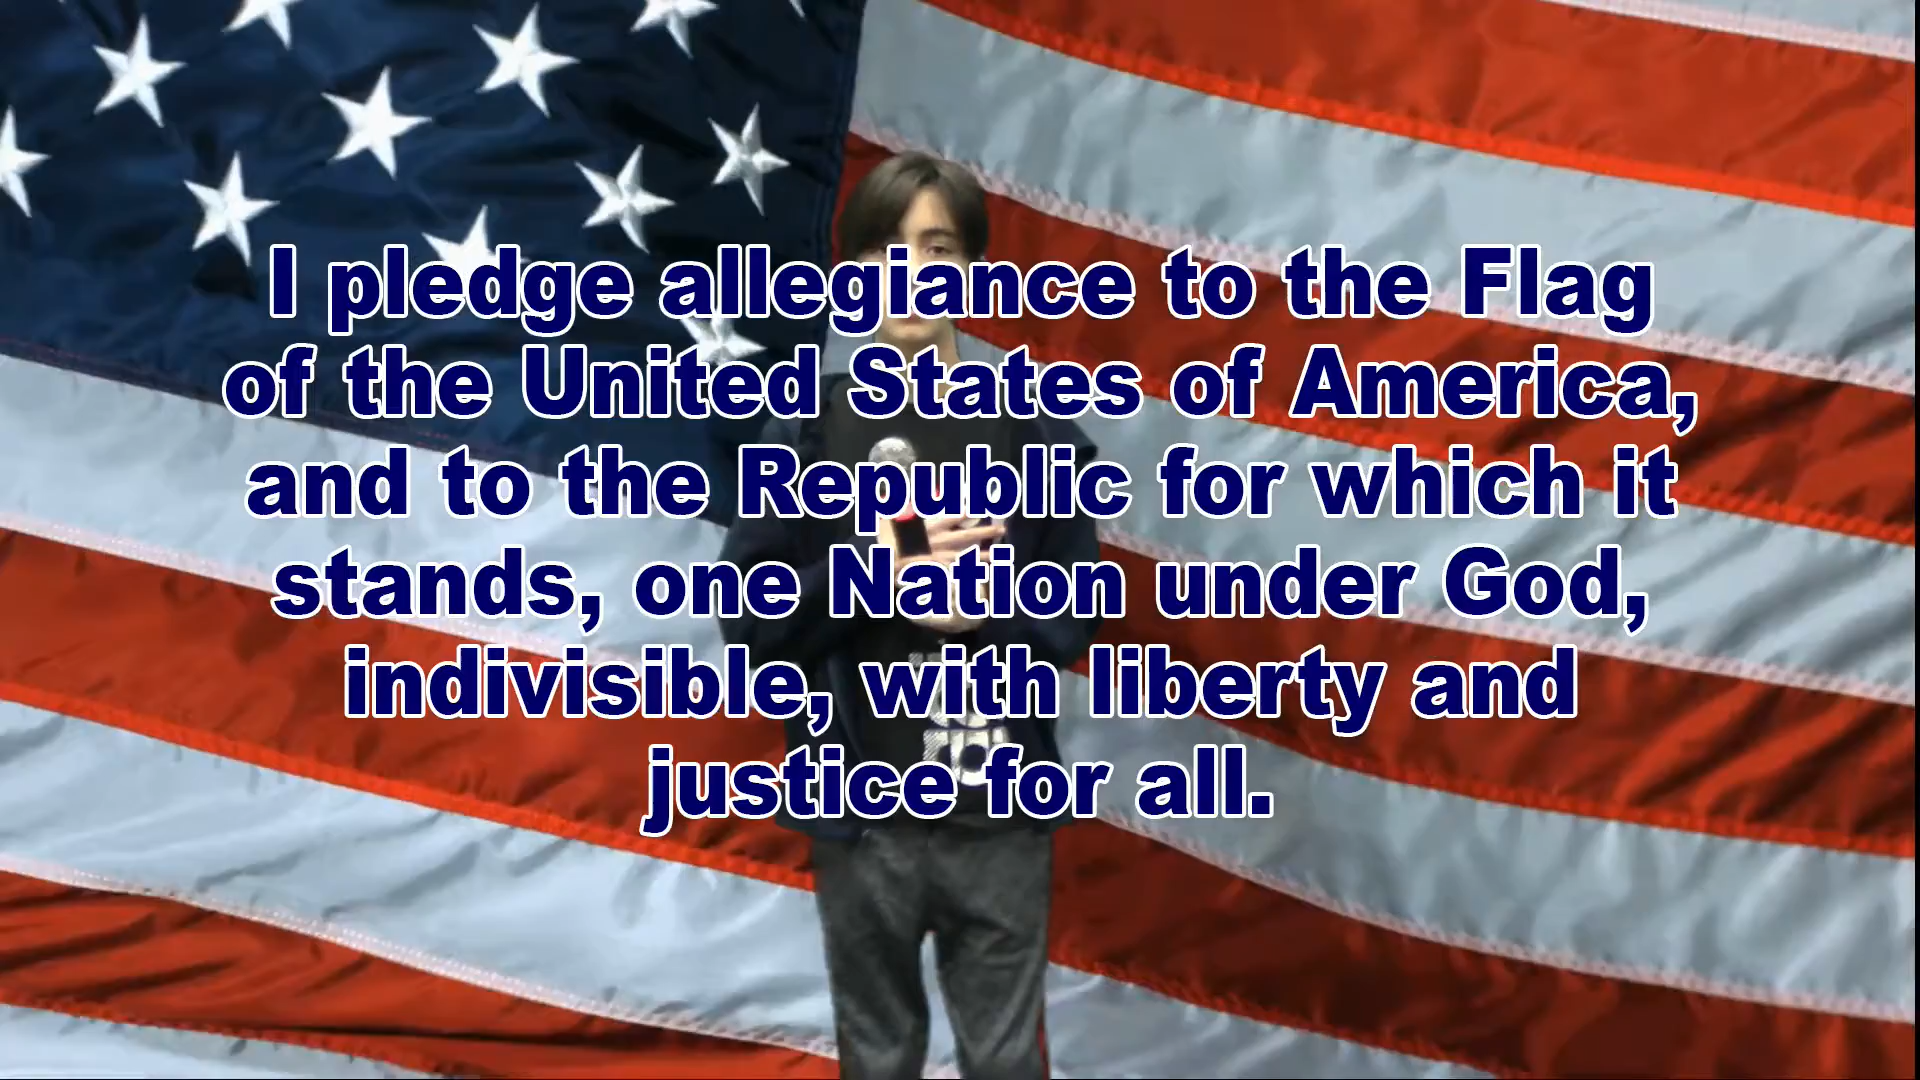 I pledge allegiance to the Flag
of the United States of America,
and to the Republic for which it
stands, one Nation under God,
indivisible, with liberty and
justice for all.